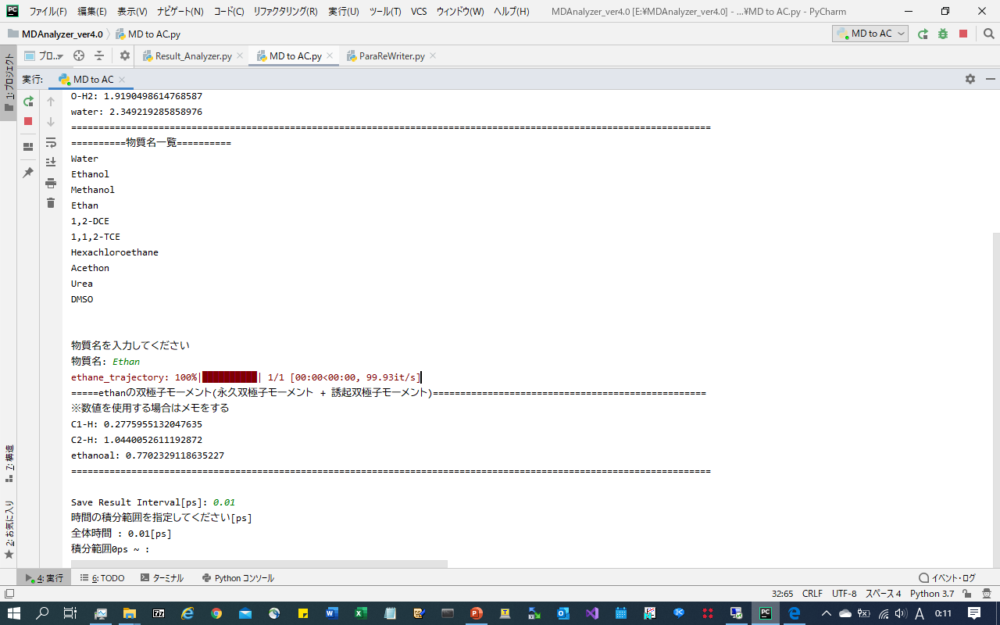 ファイル(F) 編集(E) 表示(V) ナビゲート(N) コード(C) リファクタリング(R) 実行(U) ツール(T) VCS ウィンドウ(W) ヘルプ(H) MDAnalyzer_ver4.0 [E:¥MDAnalyzer_ver4.0] - ...¥MD to AC.py - PyCharm
MDAnalyzer_ver4.0 MD to AC.py MD to AC
プロ... Result_Analyzer.py MD to AC.py ParaReWriter.py
1: プロジェクト
実行: MD to AC
O-H2: 1.9190498614768587
water: 2.349219285858976
=====================================================================================================================
==========物質名一覧==========
Water
Ethanol
Methanol
Ethan
1,2-DCE
1,1,2-TCE
Hexachloroethane
Acethon
Urea
DMSO
物質名を入力してください
物質名: Ethan
ethane_trajectory: 100%|██████████| 1/1 [00:00<00:00, 99.93it/s]
=====ethanの双極子モーメント(永久双極子モーメント + 誘起双極子モーメント)==================================================
※数値を使用する場合はメモをする
C1-H: 0.2775955132047635
C2-H: 1.0440052611192872
ethanoal: 0.7702329118635227
=====================================================================================================================
Save Result Interval[ps]: 0.01
時間の積分範囲を指定してください[ps]
全体時間 : 0.01[ps]
積分範囲0ps ~ :
7: 構造
2: お気に入り
4: 実行 6: TODO ターミナル Python コンソール イベント・ログ
32:65 CRLF UTF-8 スペース 4 Python 3.7
A 0:11